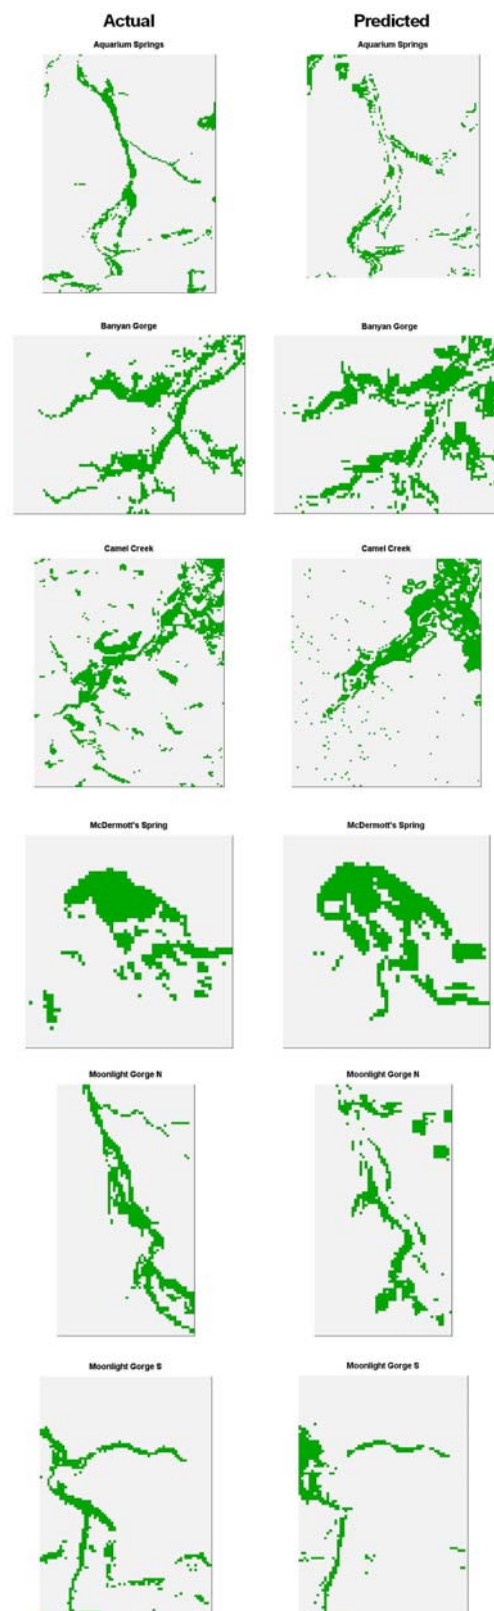 Actual Predicted
Aquarium Springs Aquarium Springs
Banyan Gorge Banyan Gorge
Camel Creek Camel Creek
McDermott's Spring McDermott's Spring
Moonlight Gorge N Moonlight Gorge N
Moonlight Gorge S Moonlight Gorge S